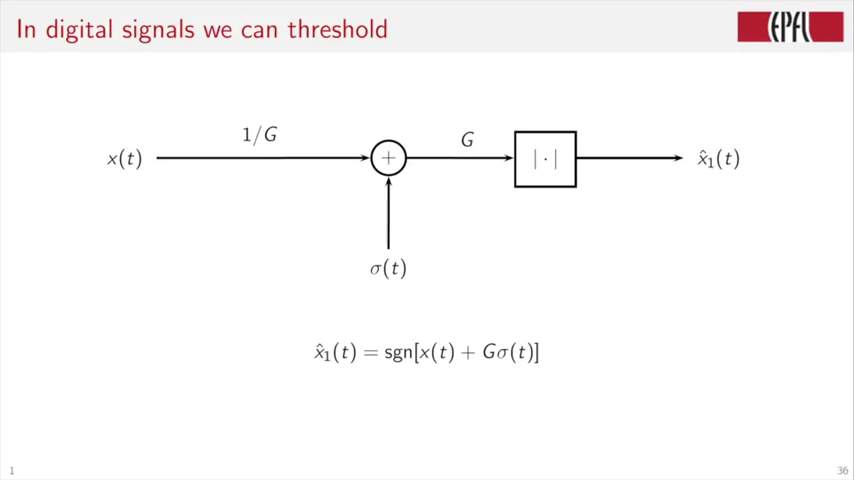 In digital signals we can threshold
EPFL
1/G
G
x(t)
+
| · |
x̂₁(t)
σ(t)
x̂₁(t) = sgn[x(t) + Gσ(t)]
1
36